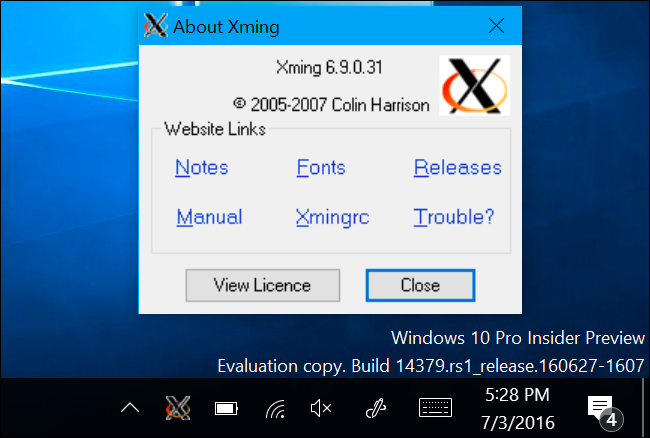 About Xming
Xming 6.9.0.31
© 2005-2007 Colin Harrison
Website Links
Notes Fonts Releases
Manual Xmingrc Trouble?
View Licence Close
Windows 10 Pro Insider Preview
Evaluation copy. Build 14379.rs1_release.160627-1607
5:28 PM
7/3/2016
4